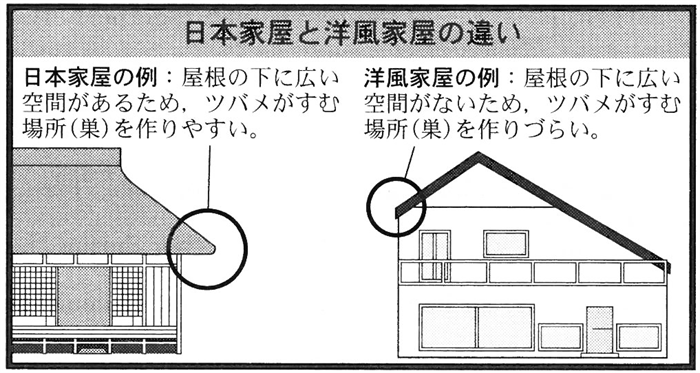 日本家屋と洋風家屋の違い
日本家屋の例：屋根の下に広い
空間があるため，ツバメがすむ
場所(巣)を作りやすい。
洋風家屋の例：屋根の下に広い
空間がないため，ツバメがすむ
場所(巣)を作りづらい。